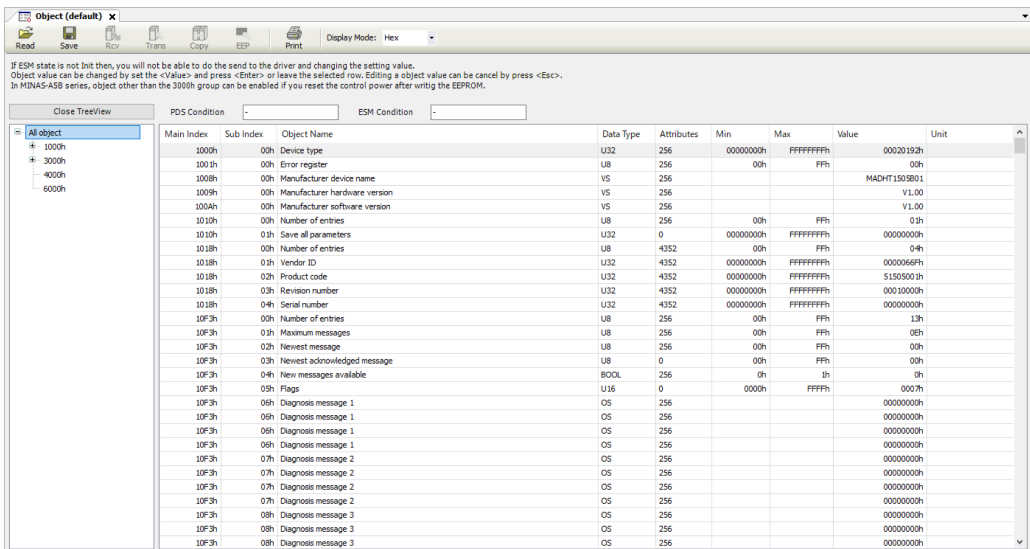 Object (default) x
Read Save Rcv Trans Copy EEP Print Display Mode: Hex
If ESM state is not Init then, you will not be able to do the send to the driver and changing the setting value.
Object value can be changed by set the <Value> and press <Enter> or leave the selected row. Editing a object value can be cancel by press <Esc>.
In MINAS-A5B series, object other than the 3000h group can be enabled if you reset the control power after writig the EEPROM.
Close TreeView PDS Condition - ESM Condition -
All object
1000h
3000h
4000h
6000h
Main Index Sub Index Object Name Data Type Attributes Min Max Value Unit
1000h 00h Device type U32 256 00000000h FFFFFFFFh 00020192h
1001h 00h Error register U8 256 00h FFh 00h
1008h 00h Manufacturer device name VS 256 MADHT1505B01
1009h 00h Manufacturer hardware version VS 256 V1.00
100Ah 00h Manufacturer software version VS 256 V1.00
1010h 00h Number of entries U8 256 00h FFh 01h
1010h 01h Save all parameters U32 0 00000000h FFFFFFFFh 00000000h
1018h 00h Number of entries U8 4352 00h FFh 04h
1018h 01h Vendor ID U32 4352 00000000h FFFFFFFFh 0000066Fh
1018h 02h Product code U32 4352 00000000h FFFFFFFFh 51505001h
1018h 03h Revision number U32 4352 00000000h FFFFFFFFh 00010000h
1018h 04h Serial number U32 4352 00000000h FFFFFFFFh 00000000h
10F3h 00h Number of entries U8 256 00h FFh 13h
10F3h 01h Maximum messages U8 256 00h FFh 0Eh
10F3h 02h Newest message U8 256 00h FFh 00h
10F3h 03h Newest acknowledged message U8 0 00h FFh 00h
10F3h 04h New messages available BOOL 256 0h 1h 0h
10F3h 05h Flags U16 0 0000h FFFFh 0007h
10F3h 06h Diagnosis message 1 OS 256 00000000h
10F3h 06h Diagnosis message 1 OS 256 00000000h
10F3h 06h Diagnosis message 1 OS 256 00000000h
10F3h 06h Diagnosis message 1 OS 256 00000000h
10F3h 07h Diagnosis message 2 OS 256 00000000h
10F3h 07h Diagnosis message 2 OS 256 00000000h
10F3h 07h Diagnosis message 2 OS 256 00000000h
10F3h 07h Diagnosis message 2 OS 256 00000000h
10F3h 08h Diagnosis message 3 OS 256 00000000h
10F3h 08h Diagnosis message 3 OS 256 00000000h
10F3h 08h Diagnosis message 3 OS 256 00000000h